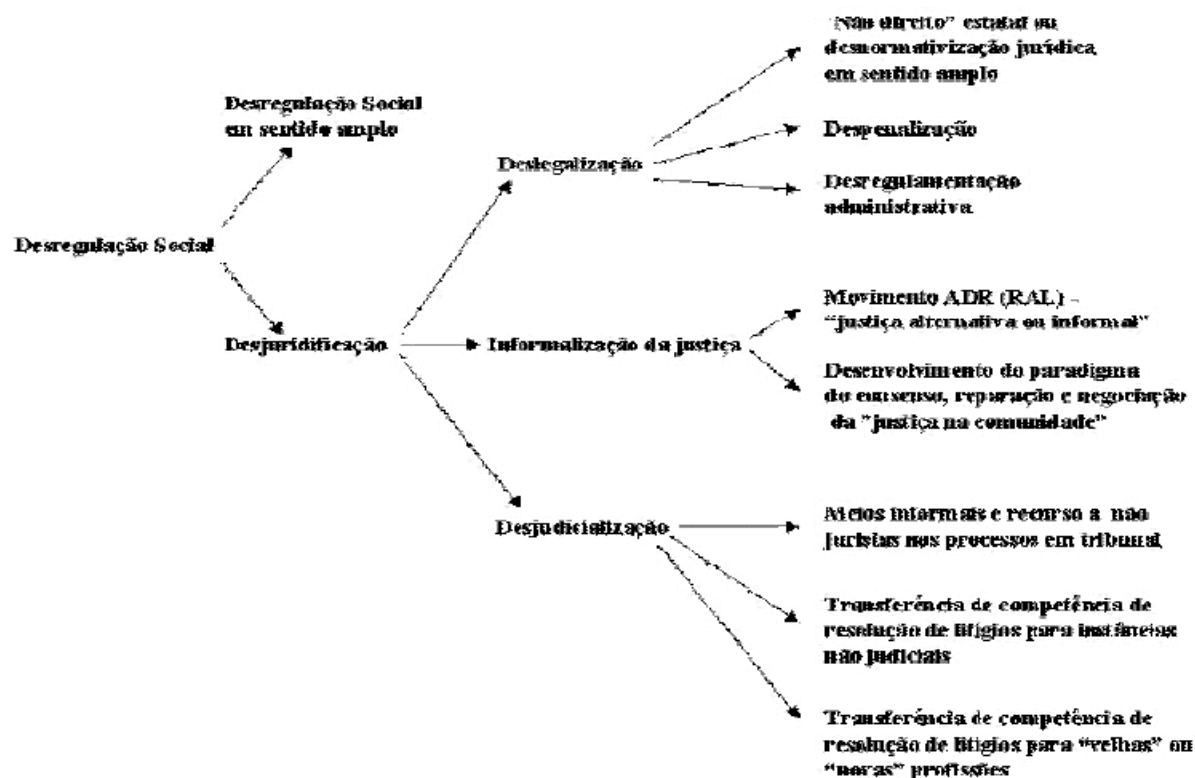 "Não direito" estatal ou
desnormativização jurídica
em sentido amplo
Desregulação Social
em sentido amplo
Despenalização
Deslegalização
Desregulamentação
administrativa
Desregulação Social
Movimento ADR (RAL) -
"justiça alternativa ou informal"
Desjuridificação
Informalização da justiça
Desenvolvimento do paradigma
do consenso, reparação e negociação
da "justiça na comunidade"
Desjudicialização
Meios informais e recurso a não
juristas nos processos em tribunal
Transferência de competência de
resolução de litígios para instâncias
não judiciais
Transferência de competência de
resolução de litígios para "velhas" ou
"novas" profissões